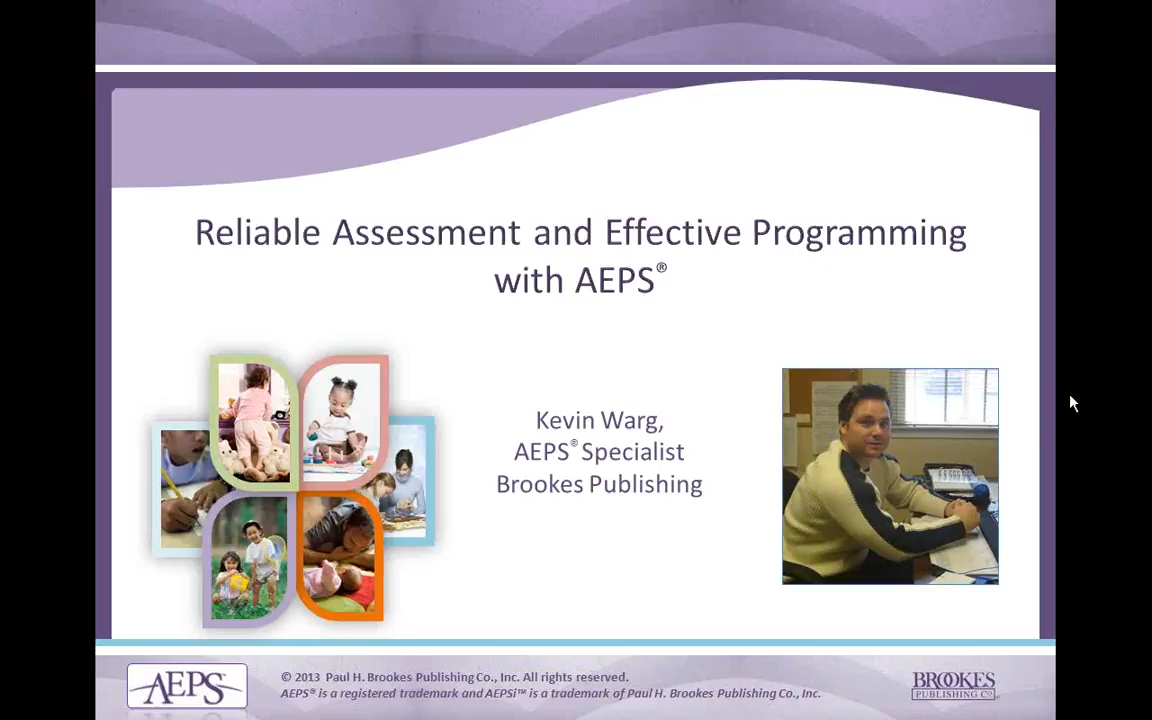 Reliable Assessment and Effective Programming
with AEPS®
Kevin Warg,
AEPS® Specialist
Brookes Publishing
AEPS
© 2013 Paul H. Brookes Publishing Co., Inc. All rights reserved.
AEPS® is a registered trademark and AEPSi™ is a trademark of Paul H. Brookes Publishing Co., Inc.
BROOKES
PUBLISHING CO